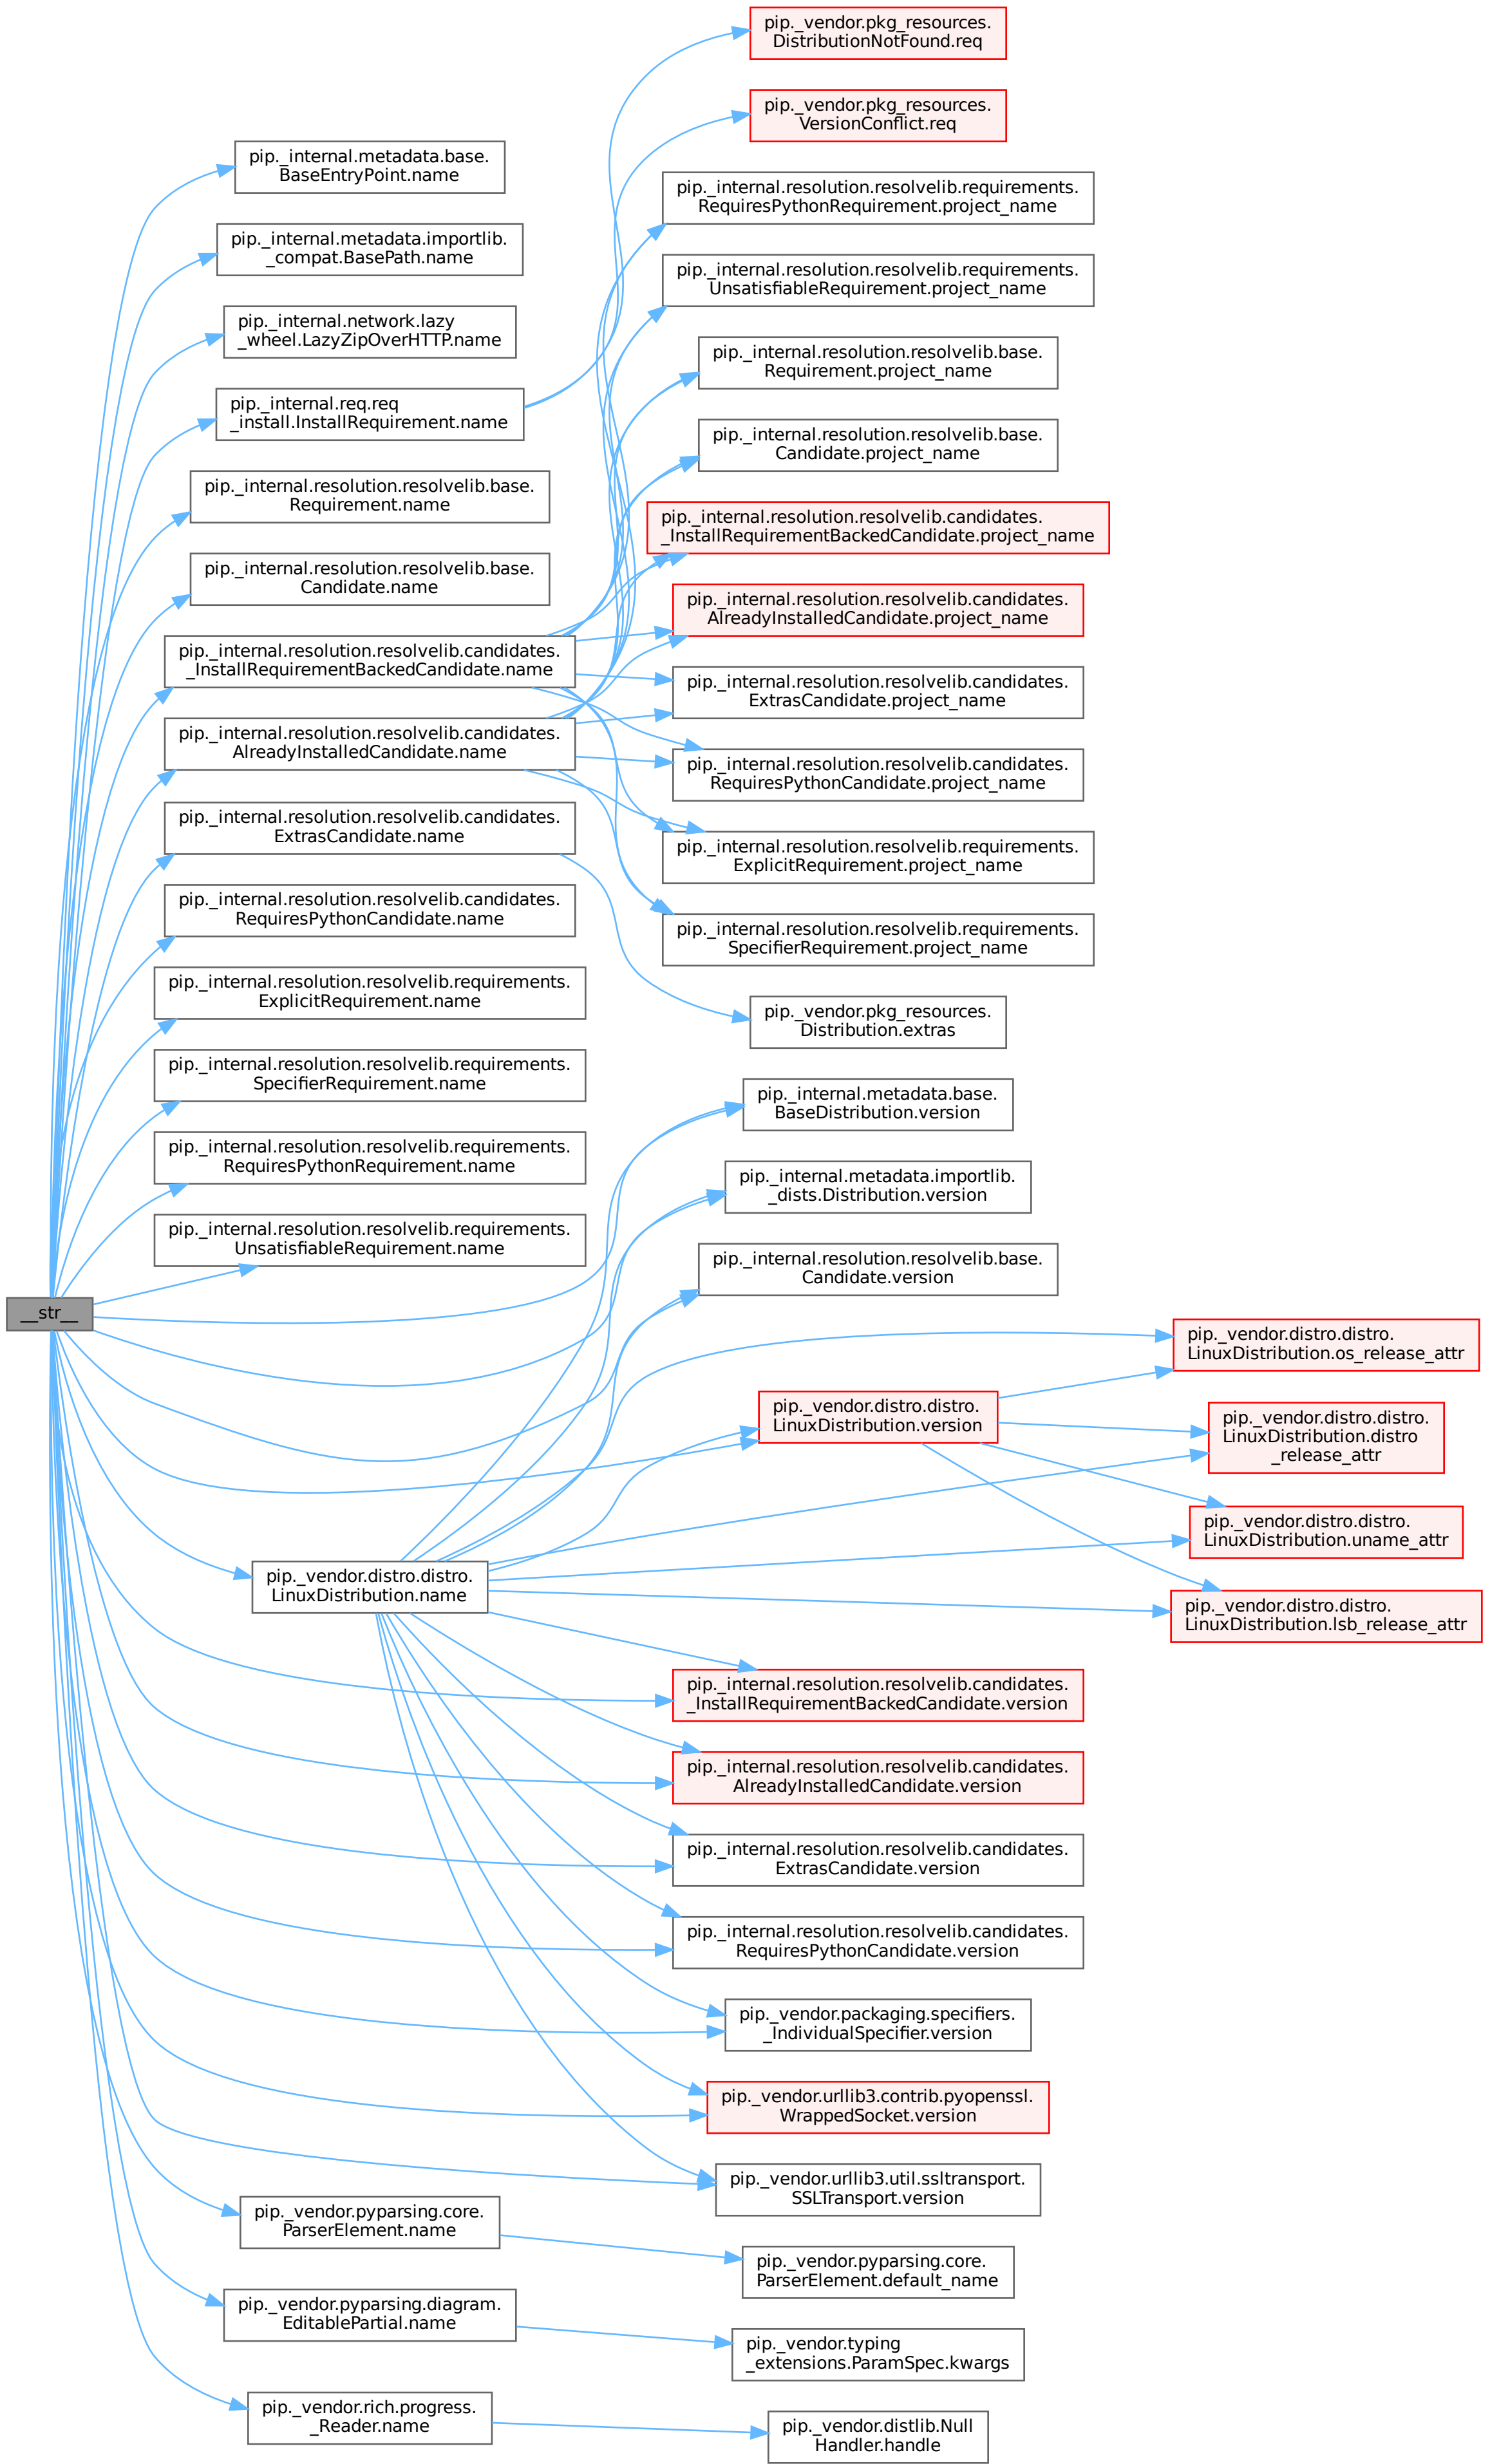 __str__
pip._internal.metadata.base.
BaseEntryPoint.name
pip._internal.metadata.importlib.
_compat.BasePath.name
pip._internal.network.lazy
_wheel.LazyZipOverHTTP.name
pip._internal.req.req
_install.InstallRequirement.name
pip._internal.resolution.resolvelib.base.
Requirement.name
pip._internal.resolution.resolvelib.base.
Candidate.name
pip._internal.resolution.resolvelib.candidates.
_InstallRequirementBackedCandidate.name
pip._internal.resolution.resolvelib.candidates.
AlreadyInstalledCandidate.name
pip._internal.resolution.resolvelib.candidates.
ExtrasCandidate.name
pip._internal.resolution.resolvelib.candidates.
RequiresPythonCandidate.name
pip._internal.resolution.resolvelib.requirements.
ExplicitRequirement.name
pip._internal.resolution.resolvelib.requirements.
SpecifierRequirement.name
pip._internal.resolution.resolvelib.requirements.
RequiresPythonRequirement.name
pip._internal.resolution.resolvelib.requirements.
UnsatisfiableRequirement.name
pip._vendor.distro.distro.
LinuxDistribution.name
pip._vendor.pyparsing.core.
ParserElement.name
pip._vendor.pyparsing.diagram.
EditablePartial.name
pip._vendor.rich.progress.
_Reader.name
pip._vendor.pkg_resources.
DistributionNotFound.req
pip._vendor.pkg_resources.
VersionConflict.req
pip._internal.resolution.resolvelib.requirements.
RequiresPythonRequirement.project_name
pip._internal.resolution.resolvelib.requirements.
UnsatisfiableRequirement.project_name
pip._internal.resolution.resolvelib.base.
Requirement.project_name
pip._internal.resolution.resolvelib.base.
Candidate.project_name
pip._internal.resolution.resolvelib.candidates.
_InstallRequirementBackedCandidate.project_name
pip._internal.resolution.resolvelib.candidates.
AlreadyInstalledCandidate.project_name
pip._internal.resolution.resolvelib.candidates.
ExtrasCandidate.project_name
pip._internal.resolution.resolvelib.candidates.
RequiresPythonCandidate.project_name
pip._internal.resolution.resolvelib.requirements.
ExplicitRequirement.project_name
pip._internal.resolution.resolvelib.requirements.
SpecifierRequirement.project_name
pip._vendor.pkg_resources.
Distribution.extras
pip._internal.metadata.base.
BaseDistribution.version
pip._internal.metadata.importlib.
_dists.Distribution.version
pip._internal.resolution.resolvelib.base.
Candidate.version
pip._vendor.distro.distro.
LinuxDistribution.version
pip._internal.resolution.resolvelib.candidates.
_InstallRequirementBackedCandidate.version
pip._internal.resolution.resolvelib.candidates.
AlreadyInstalledCandidate.version
pip._internal.resolution.resolvelib.candidates.
ExtrasCandidate.version
pip._internal.resolution.resolvelib.candidates.
RequiresPythonCandidate.version
pip._vendor.packaging.specifiers.
_IndividualSpecifier.version
pip._vendor.urllib3.contrib.pyopenssl.
WrappedSocket.version
pip._vendor.urllib3.util.ssltransport.
SSLTransport.version
pip._vendor.pyparsing.core.
ParserElement.default_name
pip._vendor.typing
_extensions.ParamSpec.kwargs
pip._vendor.distlib.Null
Handler.handle
pip._vendor.distro.distro.
LinuxDistribution.os_release_attr
pip._vendor.distro.distro.
LinuxDistribution.distro
_release_attr
pip._vendor.distro.distro.
LinuxDistribution.uname_attr
pip._vendor.distro.distro.
LinuxDistribution.lsb_release_attr